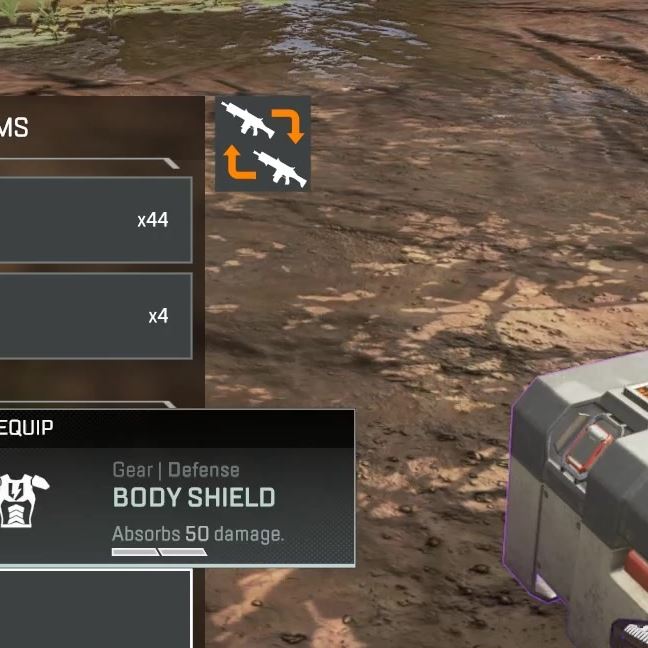 MS
x44
x4
EQUIP
Gear | Defense
BODY SHIELD
Absorbs 50 damage.